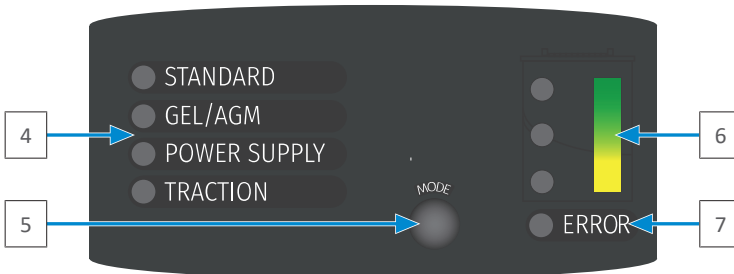 STANDARD
GEL/AGM
4
POWER SUPPLY
6
TRACTION
MODE
5
ERROR
7